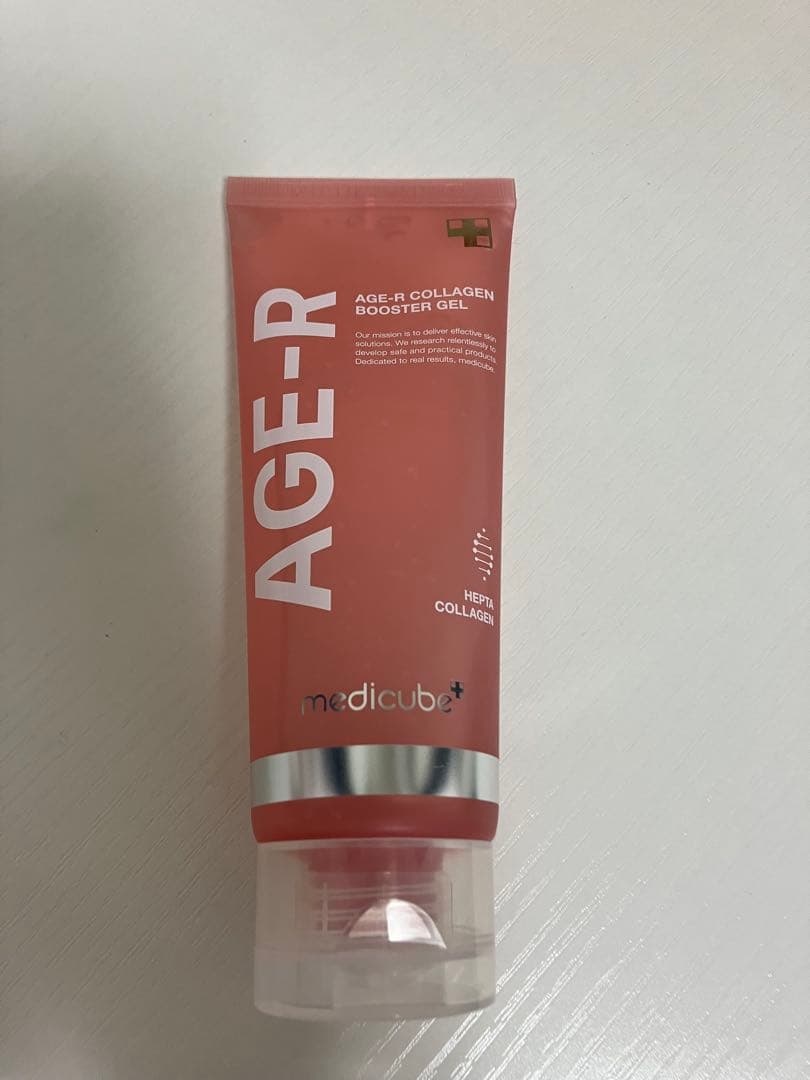 AGE-R
AGE-R COLLAGEN
BOOSTER GEL
Our mission is to deliver effective skin
solutions. We research relentlessly to
develop safe and practical products.
Dedicated to real results, medicube.
HEPTA
COLLAGEN
medicube